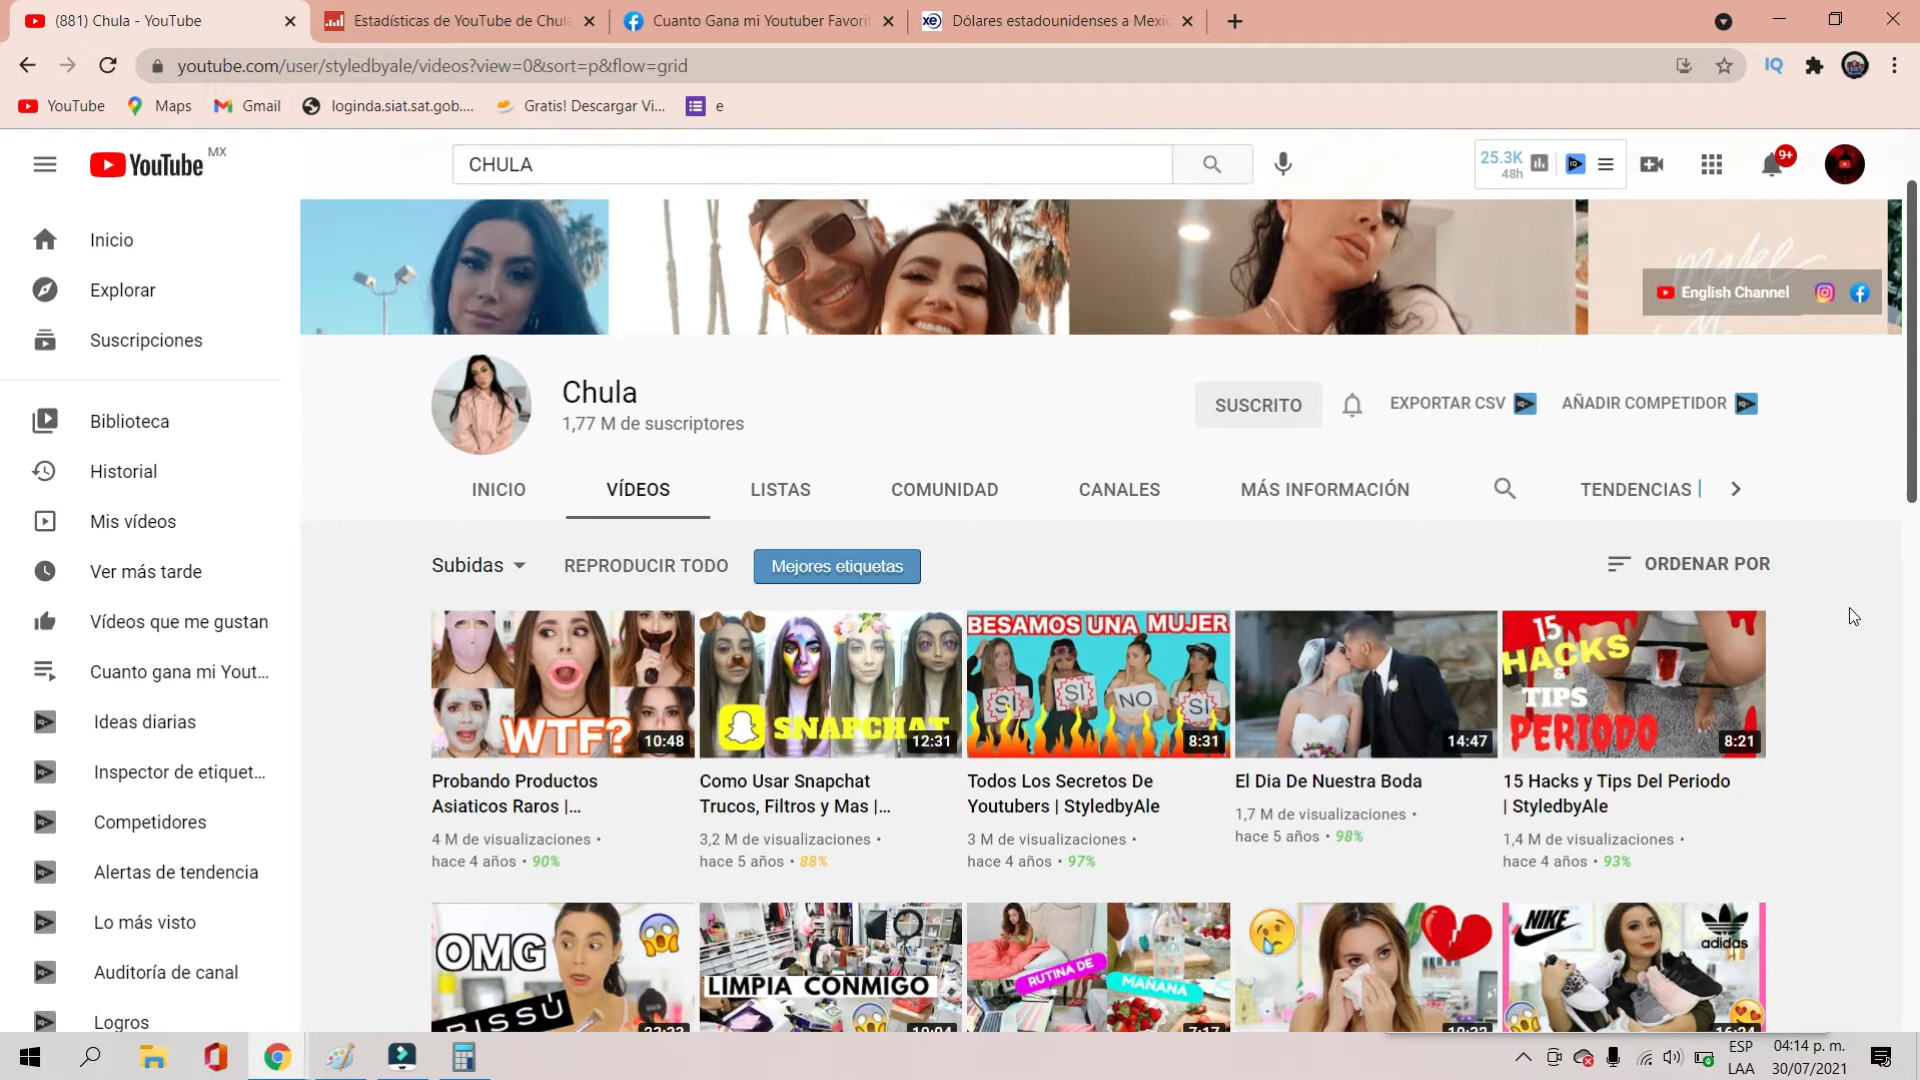 (881) Chula - YouTube
Estadísticas de YouTube de Chula
Cuanto Gana mi Youtuber Favorit
Dólares estadounidenses a Mexic
youtube.com/user/styledbyale/videos?view=0&sort=p&flow=grid
IQ
YouTube
Maps
Gmail
loginda.siat.sat.gob....
Gratis! Descargar Vi...
e
YouTube MX
CHULA
25.3K
48h
9+
Inicio
Explorar
Suscripciones
Biblioteca
Historial
Mis vídeos
Ver más tarde
Vídeos que me gustan
Cuanto gana mi Yout...
Ideas diarias
Inspector de etiquet...
Competidores
Alertas de tendencia
Lo más visto
Auditoría de canal
Logros
make
English Channel
Chula
1,77 M de suscriptores
SUSCRITO
EXPORTAR CSV
AÑADIR COMPETIDOR
INICIO
VÍDEOS
LISTAS
COMUNIDAD
CANALES
MÁS INFORMACIÓN
TENDENCIAS |
Subidas
REPRODUCIR TODO
Mejores etiquetas
ORDENAR POR
WTF?
10:48
Probando Productos
Asiaticos Raros |...
4 M de visualizaciones •
hace 4 años • 90%
SNAPCHAT
12:31
Como Usar Snapchat
Trucos, Filtros y Mas |...
3,2 M de visualizaciones •
hace 5 años • 88%
BESAMOS UNA MUJER
SI
SI
NO
SI
8:31
Todos Los Secretos De
Youtubers | StyledbyAle
3 M de visualizaciones •
hace 4 años • 97%
14:47
El Dia De Nuestra Boda
1,7 M de visualizaciones •
hace 5 años • 98%
15
HACKS
&
TIPS
PERIODO
8:21
15 Hacks y Tips Del Periodo
| StyledbyAle
1,4 M de visualizaciones •
hace 4 años • 93%
OMG
BISSÚ
LIMPIA CONMIGO
RUTINA DE
MAÑANA
NIKE
adidas
ESP
LAA
04:14 p. m.
30/07/2021